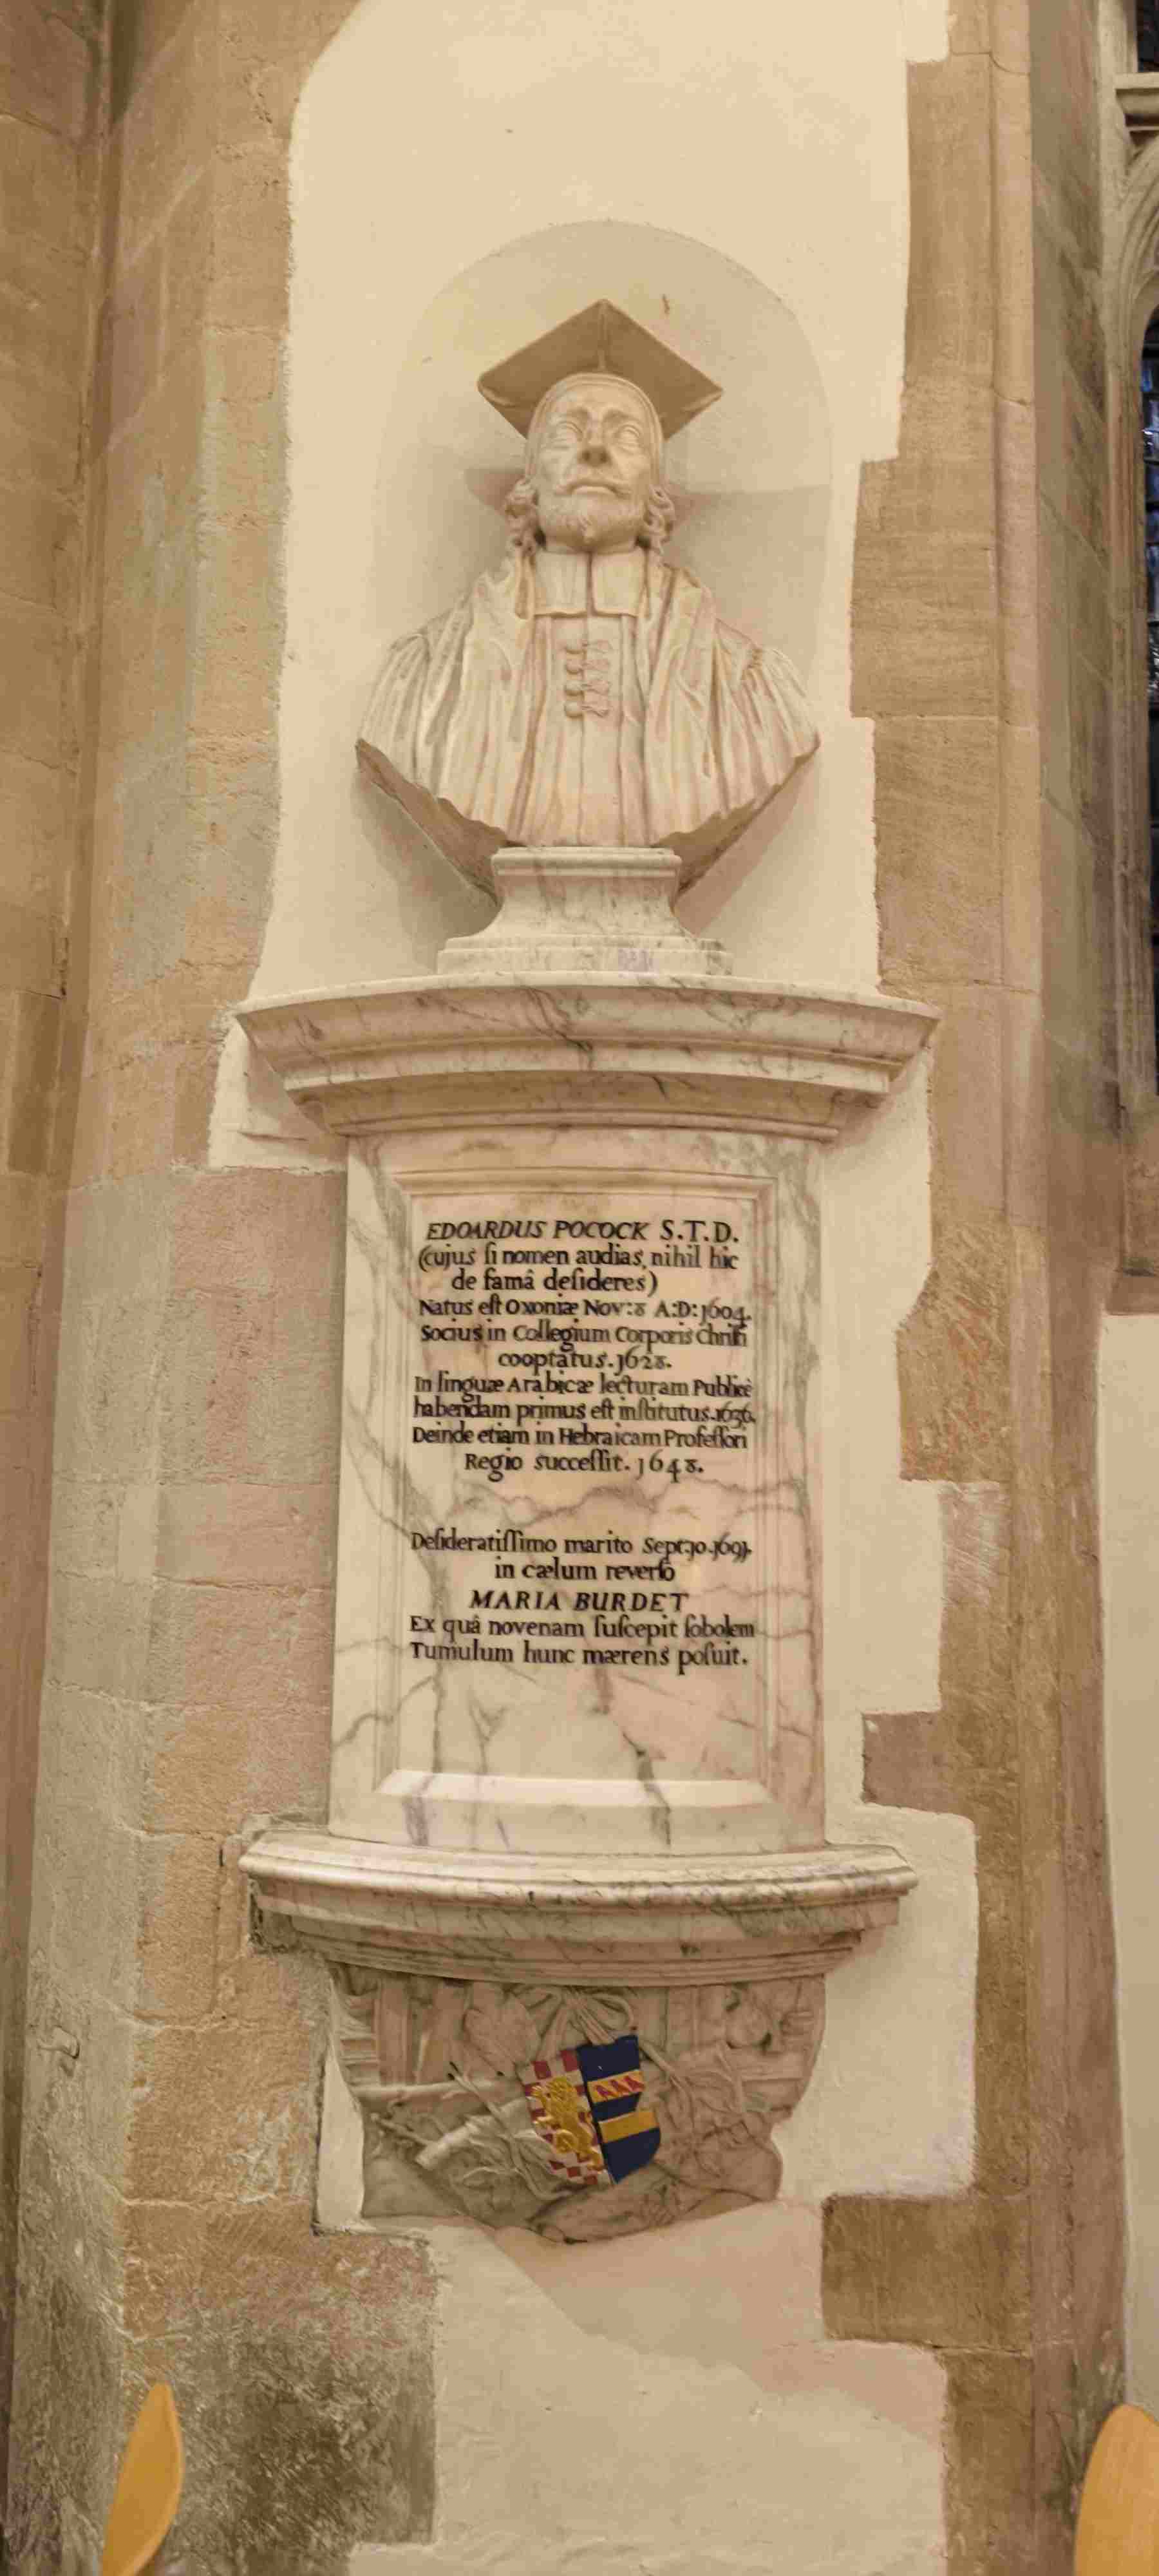 EDOARDUS POCOCK S.T.D.
(cujus ſi nomen audias, nihil hic
de famâ deſideres)
Natus eſt Oxoniæ Nov:8 A:D:1604.
Socius in Collegium Corporis Chriſti
cooptatus.1628.
In linguæ Arabicæ lecturam Publicè
habendam primus eſt inſtitutus.1636.
Deinde etiam in Hebraicam Profeſſori
Regio succeſſit.1648.
Deſideratiſſimo marito Sept:10.1691.
in cælum reverſo
MARIA BURDET
Ex quâ novenam ſuſcepit ſobolem
Tumulum hunc mærens poſuit.